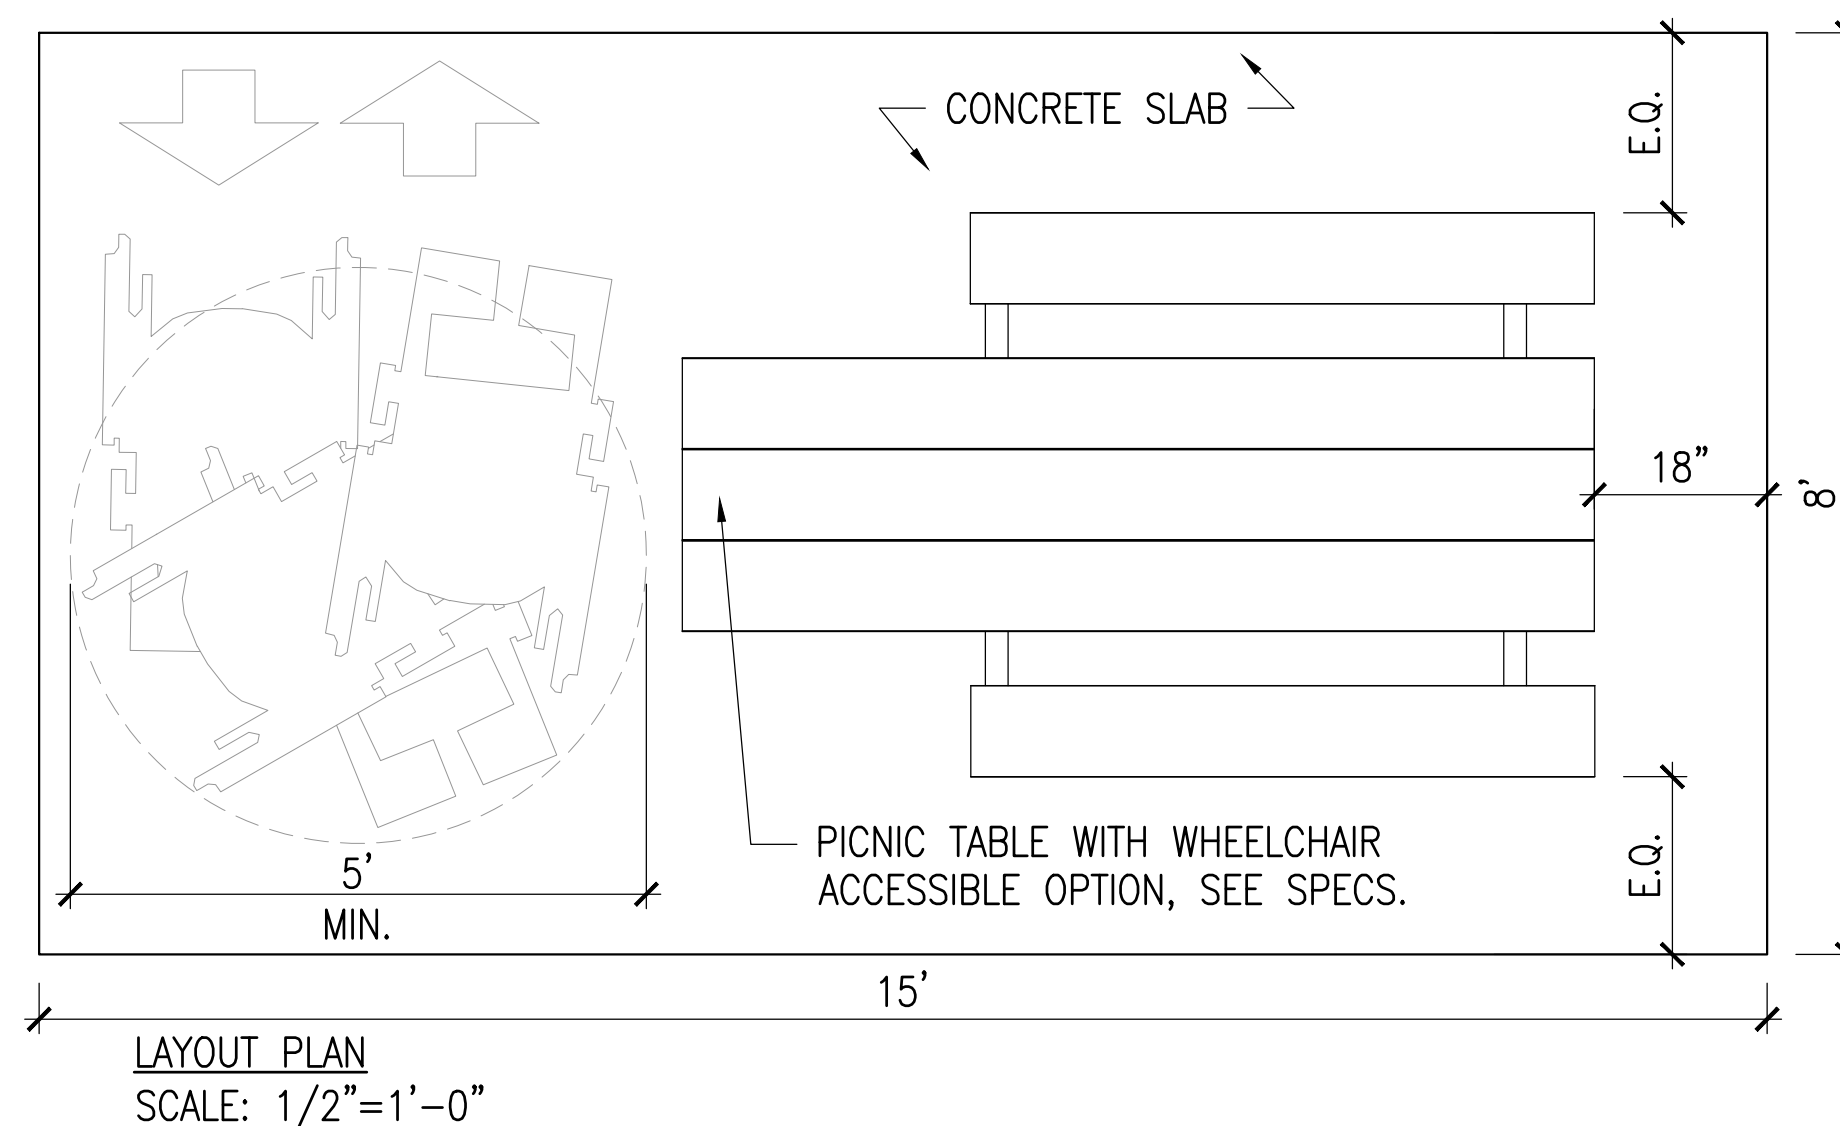 CONCRETE SLAB
E.Q.
18”
8'
PICNIC TABLE WITH WHEELCHAIR
ACCESSIBLE OPTION, SEE SPECS.
E.Q.
5'
MIN.
15'
LAYOUT PLAN
SCALE: 1/2”=1'-0”